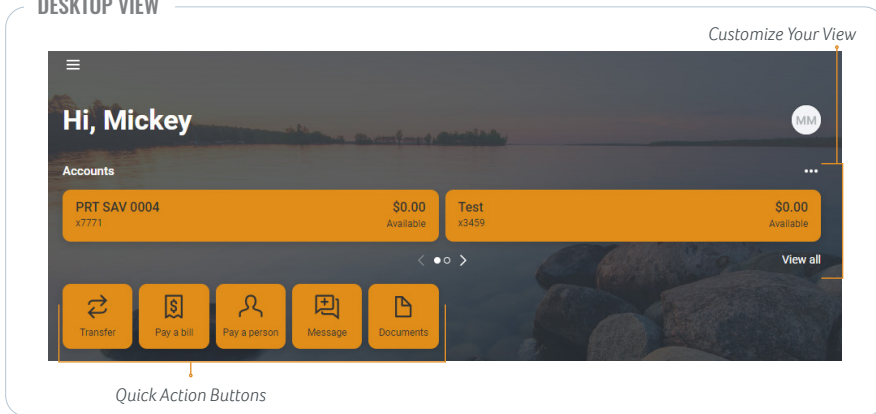 DESKTOP VIEW
Customize Your View
Hi, Mickey
MM
Accounts
PRT SAV 0004 $0.00
x7771 Available
Test $0.00
x3459 Available
View all
Transfer
Pay a bill
Pay a person
Message
Documents
Quick Action Buttons